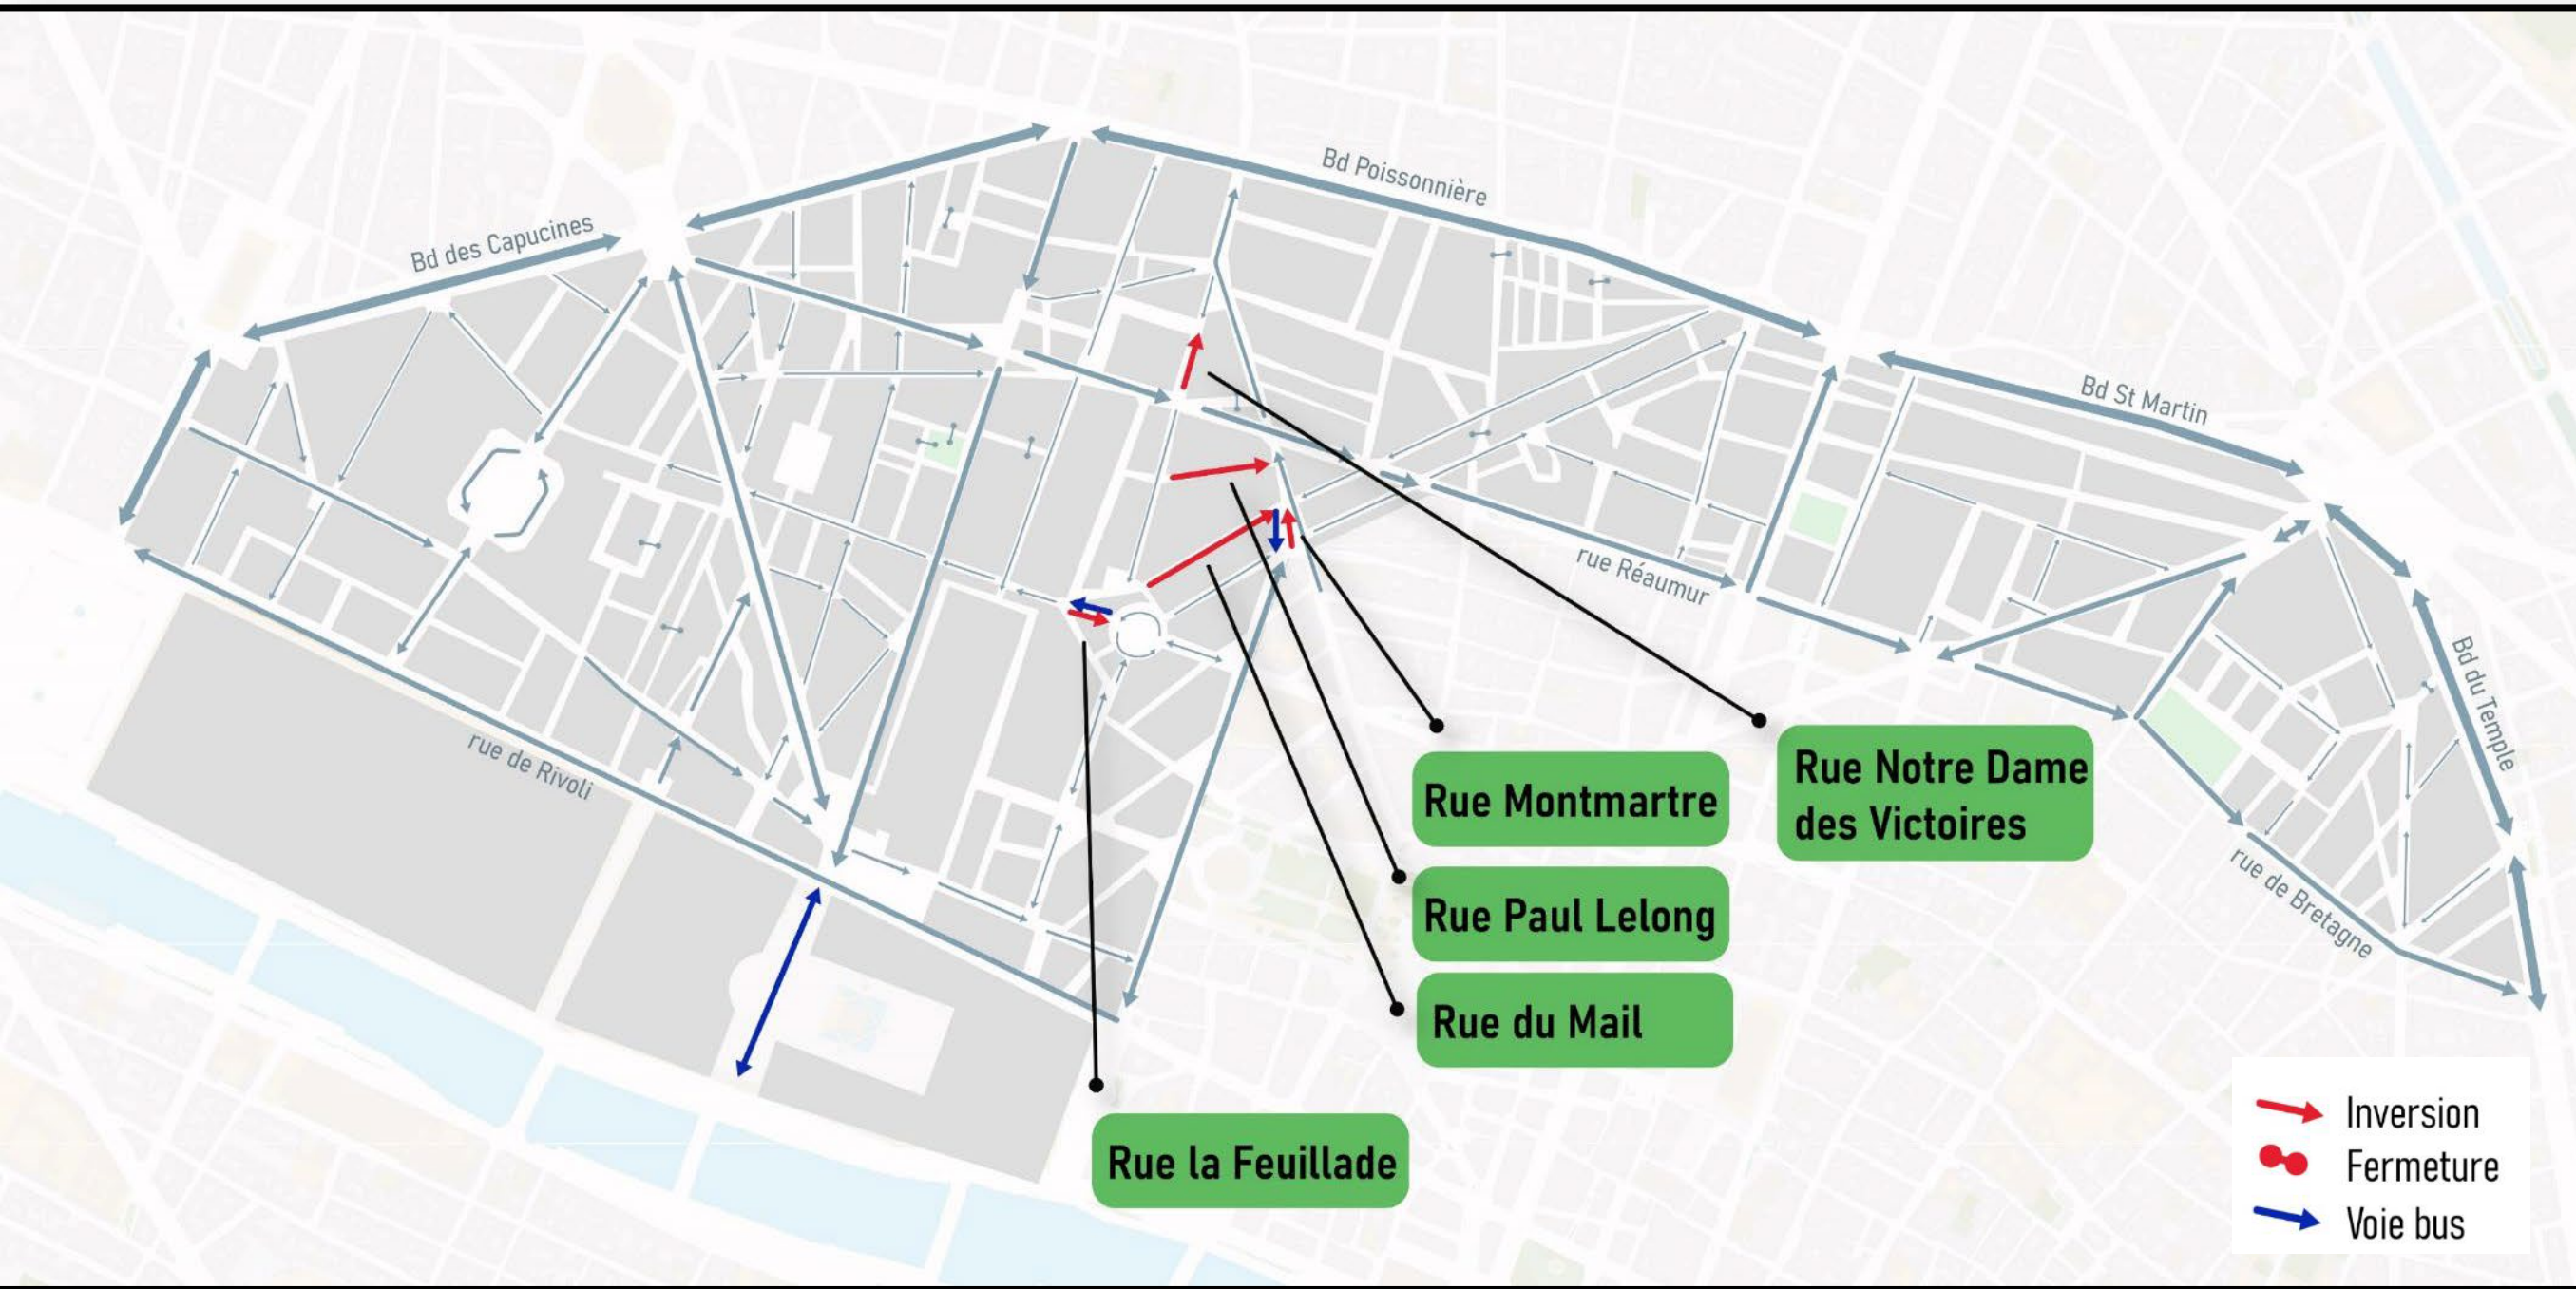 Bd Poissonnière
Bd des Capucines
Bd St Martin
rue Réaumur
Bd du Temple
rue de Rivoli
rue de Bretagne
Rue Montmartre
Rue Notre Dame
des Victoires
Rue Paul Lelong
Rue du Mail
Rue la Feuillade
Inversion
Fermeture
Voie bus